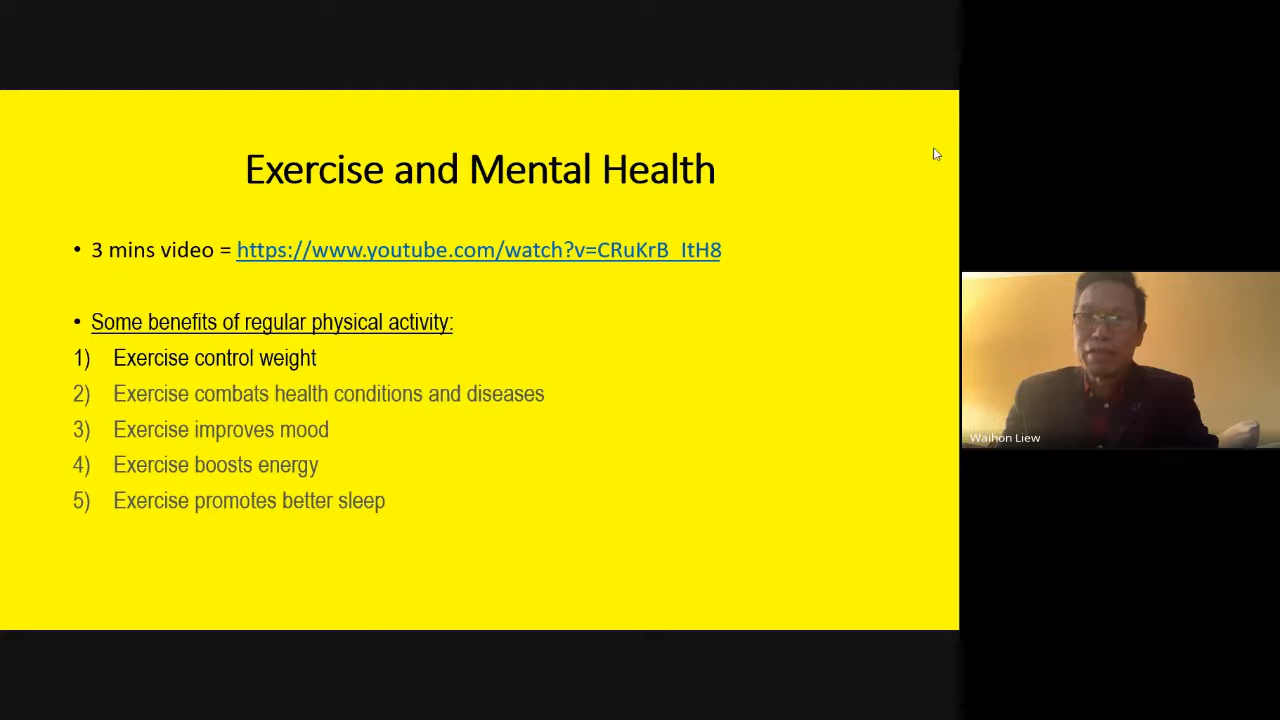 Exercise and Mental Health
• 3 mins video = https://www.youtube.com/watch?v=CRuKrB_ItH8
• Some benefits of regular physical activity:
1) Exercise control weight
2) Exercise combats health conditions and diseases
3) Exercise improves mood
4) Exercise boosts energy
5) Exercise promotes better sleep
Waihon Liew